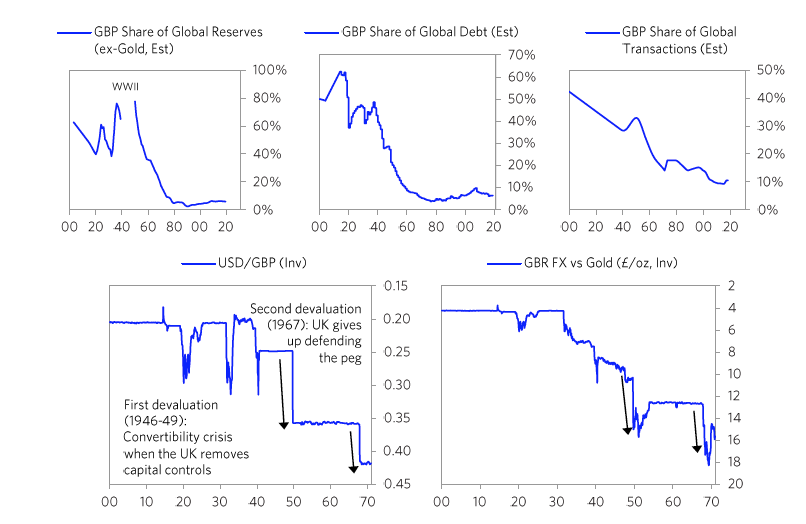 GBP Share of Global Reserves
(ex-Gold, Est)
100%
80%
60%
40%
20%
0%
WWII
00 20 40 60 80 00 20
GBP Share of Global Debt (Est)
70%
60%
50%
40%
30%
20%
10%
0%
00 20 40 60 80 00 20
GBP Share of Global
Transactions (Est)
50%
40%
30%
20%
10%
0%
00 20 40 60 80 00 20
USD/GBP (Inv)
0.15
0.20
0.25
0.30
0.35
0.40
0.45
Second devaluation
(1967): UK gives
up defending
the peg
First devaluation
(1946-49):
Convertibility crisis
when the UK removes
capital controls
00 10 20 30 40 50 60 70
GBR FX vs Gold (£/oz, Inv)
2
4
6
8
10
12
14
16
18
20
00 10 20 30 40 50 60 70